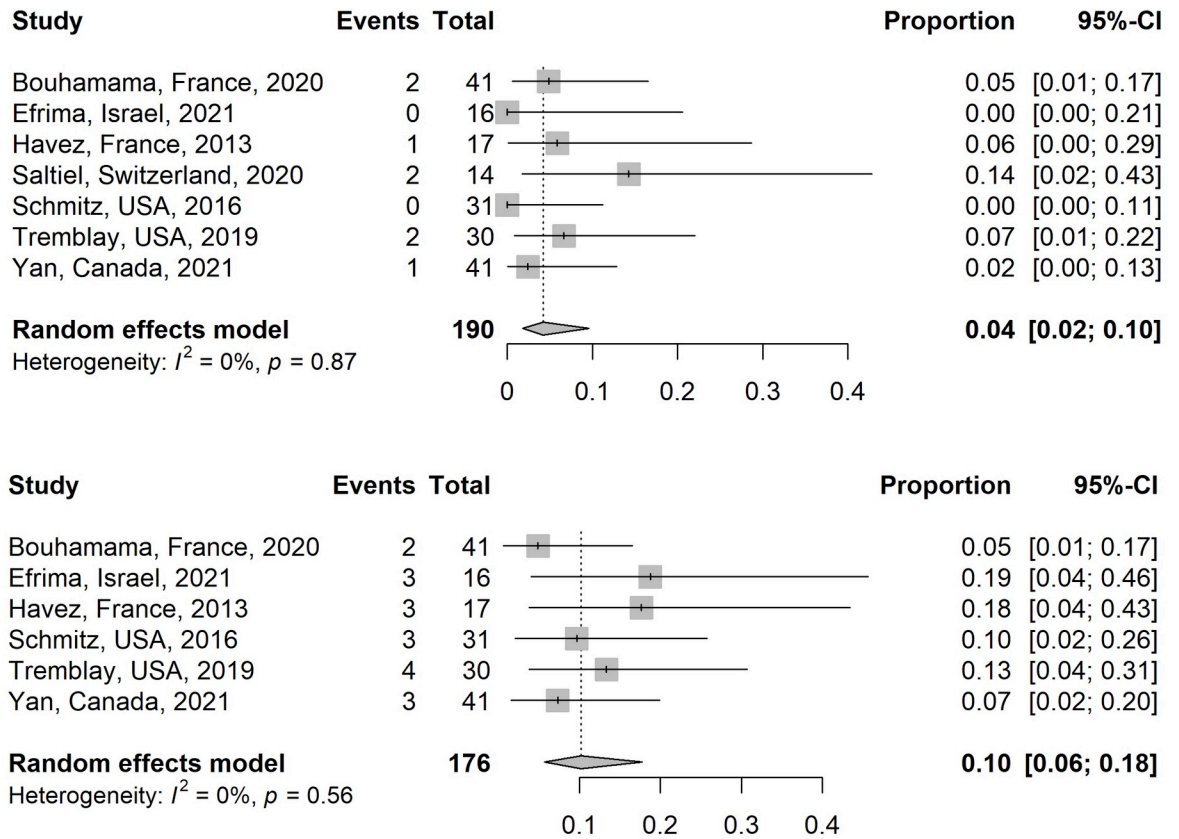 Study Events Total Proportion 95%-CI
Bouhamama, France, 2020 2 41 0.05 [0.01; 0.17]
Efrima, Israel, 2021 0 16 0.00 [0.00; 0.21]
Havez, France, 2013 1 17 0.06 [0.00; 0.29]
Saltiel, Switzerland, 2020 2 14 0.14 [0.02; 0.43]
Schmitz, USA, 2016 0 31 0.00 [0.00; 0.11]
Tremblay, USA, 2019 2 30 0.07 [0.01; 0.22]
Yan, Canada, 2021 1 41 0.02 [0.00; 0.13]
Random effects model 190 0.04 [0.02; 0.10]
Heterogeneity: I² = 0%, p = 0.87
0 0.1 0.2 0.3 0.4
Study Events Total Proportion 95%-CI
Bouhamama, France, 2020 2 41 0.05 [0.01; 0.17]
Efrima, Israel, 2021 3 16 0.19 [0.04; 0.46]
Havez, France, 2013 3 17 0.18 [0.04; 0.43]
Schmitz, USA, 2016 3 31 0.10 [0.02; 0.26]
Tremblay, USA, 2019 4 30 0.13 [0.04; 0.31]
Yan, Canada, 2021 3 41 0.07 [0.02; 0.20]
Random effects model 176 0.10 [0.06; 0.18]
Heterogeneity: I² = 0%, p = 0.56
0.1 0.2 0.3 0.4